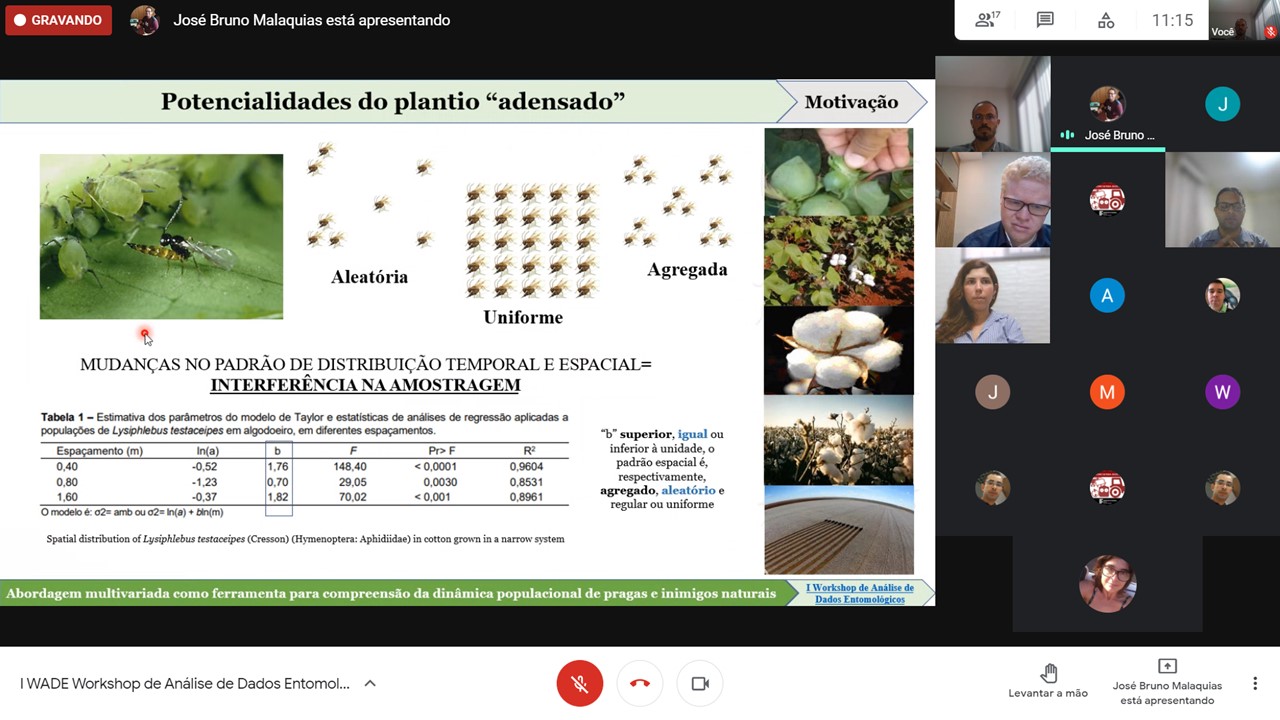 GRAVANDO
José Bruno Malaquias está apresentando
17
11:15
Você
Potencialidades do plantio “adensado”
Motivação
Aleatória
Uniforme
Agregada
MUDANÇAS NO PADRÃO DE DISTRIBUIÇÃO TEMPORAL E ESPACIAL=
INTERFERÊNCIA NA AMOSTRAGEM
Tabela 1 – Estimativa dos parâmetros do modelo de Taylor e estatísticas de análises de regressão aplicadas a
populações de Lysiphlebus testaceipes em algodoeiro, em diferentes espaçamentos.
Espaçamento (m) ln(a) b F Pr> F R²
0,40 -0,52 1,76 148,40 < 0,0001 0,9604
0,80 -1,23 0,70 29,05 0,0030 0,8531
1,60 -0,37 1,82 70,02 < 0,001 0,8961
O modelo é: σ2= amb ou σ2= ln(a) + bln(m)
“b” superior, igual ou
inferior à unidade, o
padrão espacial é,
respectivamente,
agregado, aleatório e
regular ou uniforme
Spatial distribution of Lysiphlebus testaceipes (Cresson) (Hymenoptera: Aphidiidae) in cotton grown in a narrow system
Abordagem multivariada como ferramenta para compreensão da dinâmica populacional de pragas e inimigos naturais
I Workshop de Análise de
Dados Entomológicos
José Bruno ...
J
A
J
M
W
I WADE Workshop de Análise de Dados Entomol...
Levantar a mão
José Bruno Malaquias
está apresentando